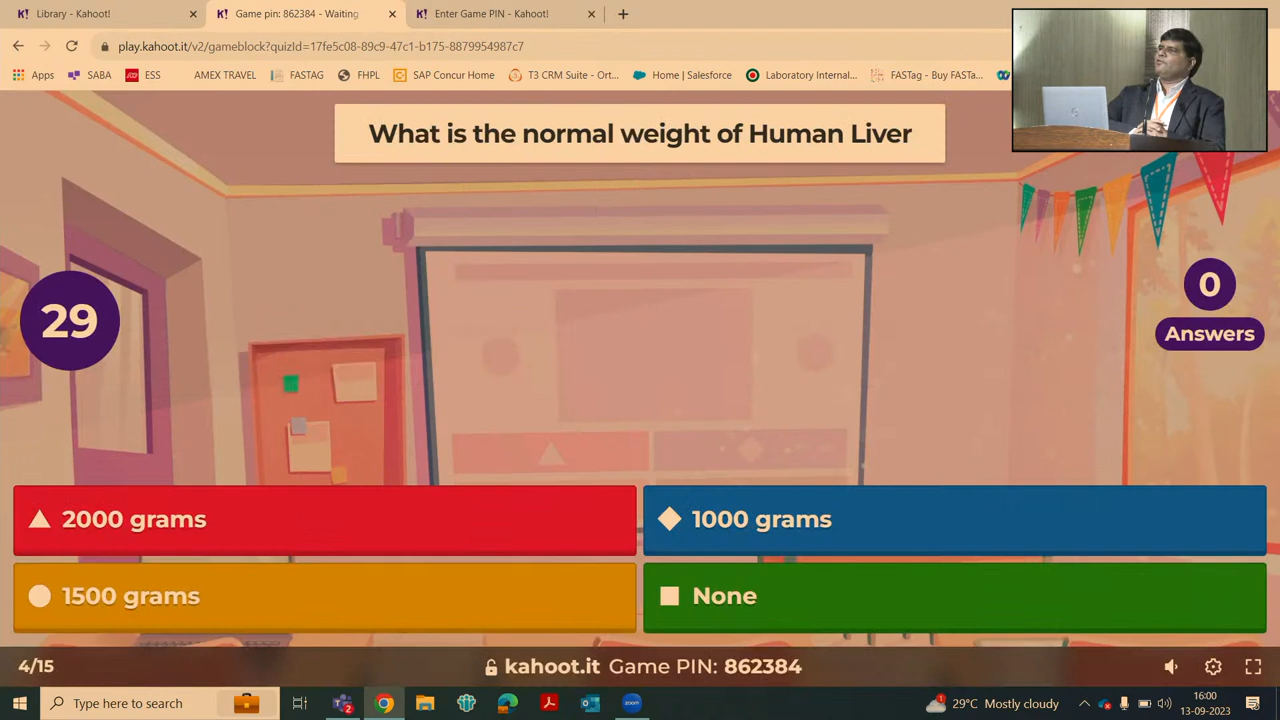 Library - Kahoot!
Game pin: 862384 - Waiting
Enter Game PIN - Kahoot!
play.kahoot.it/v2/gameblock?quizId=17fe5c08-89c9-47c1-b175-8879954987c7
Apps SABA ESS AMEX TRAVEL FASTAG FHPL SAP Concur Home T3 CRM Suite - Ort... Home | Salesforce Laboratory Internal... FASTag - Buy FASTa...
What is the normal weight of Human Liver
29
0
Answers
2000 grams
1000 grams
1500 grams
None
4/15
kahoot.it Game PIN: 862384
Type here to search
29°C Mostly cloudy
16:00
13-09-2023